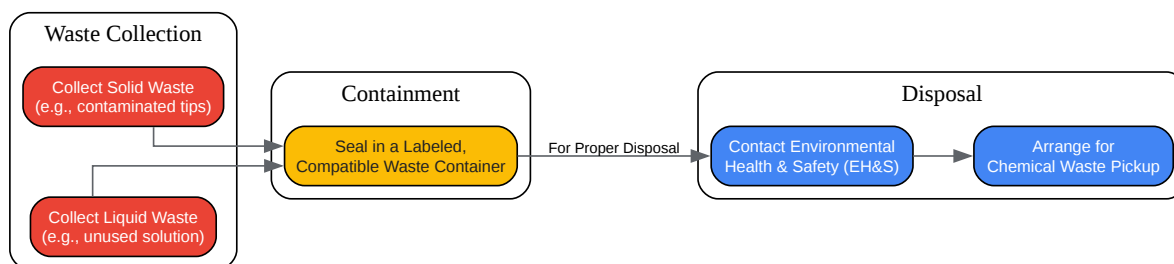 Waste Collection
Collect Solid Waste
(e.g., contaminated tips)
Collect Liquid Waste
(e.g., unused solution)
Containment
Seal in a Labeled,
Compatible Waste Container
For Proper Disposal
Disposal
Contact Environmental
Health & Safety (EH&S)
Arrange for
Chemical Waste Pickup